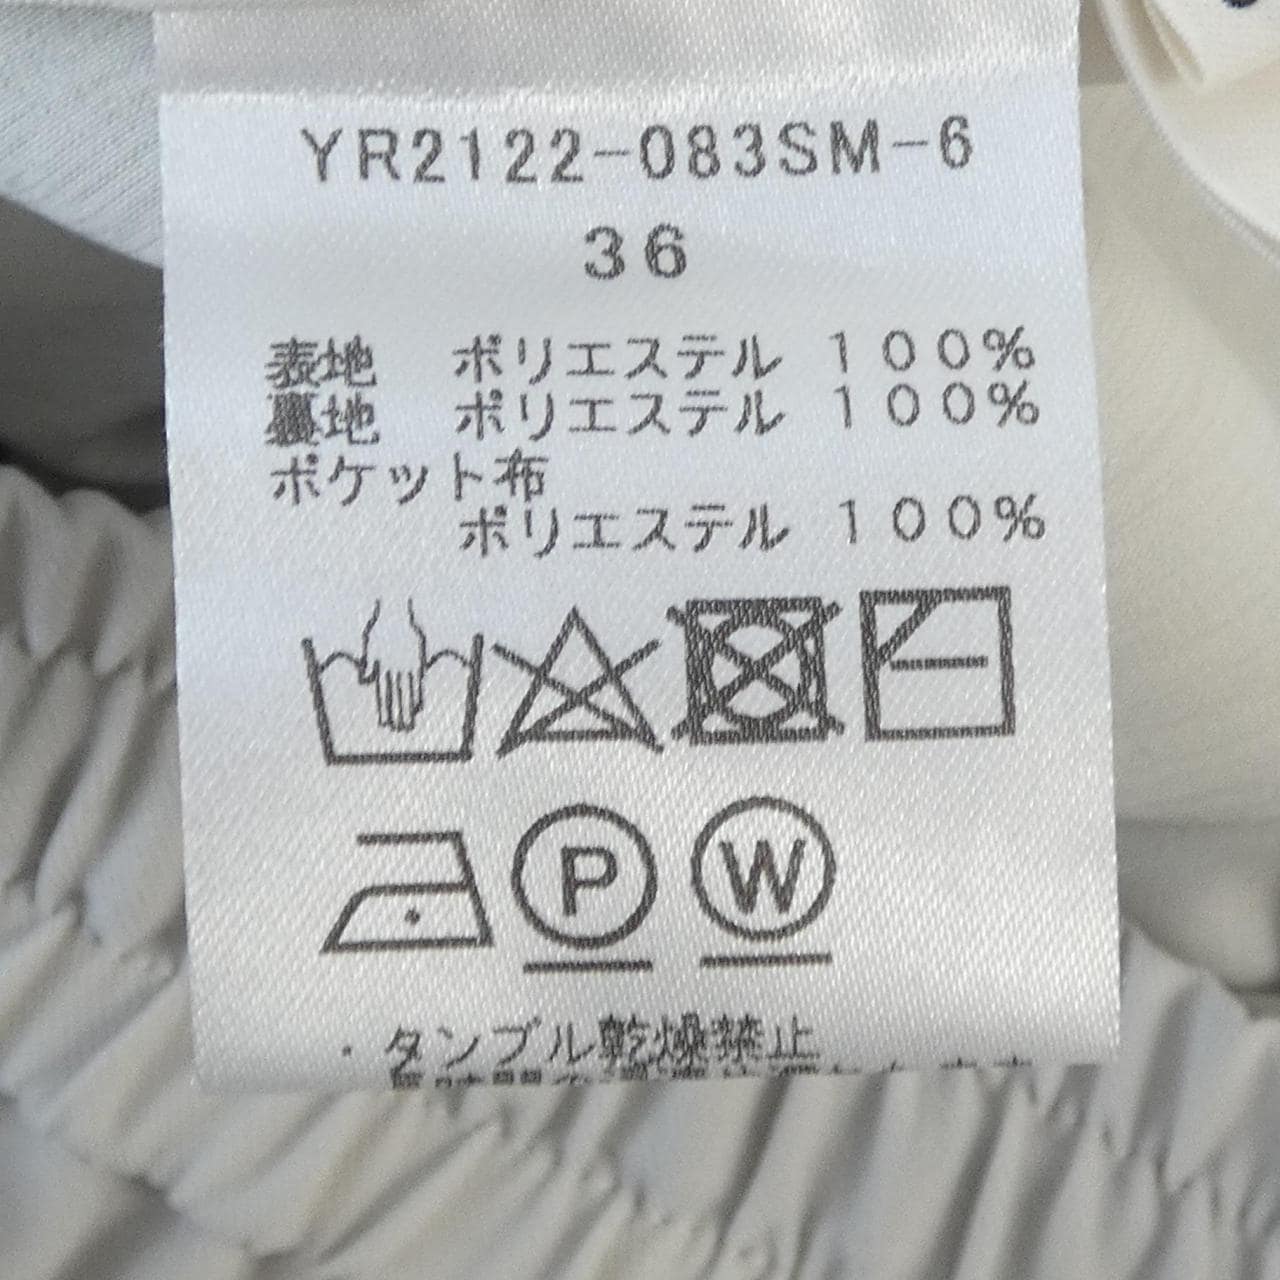 YR2122-083SM-6
36
表地 ポリエステル 100%
裏地 ポリエステル 100%
ポケット布
ポリエステル 100%
P W
・タンブル乾燥禁止